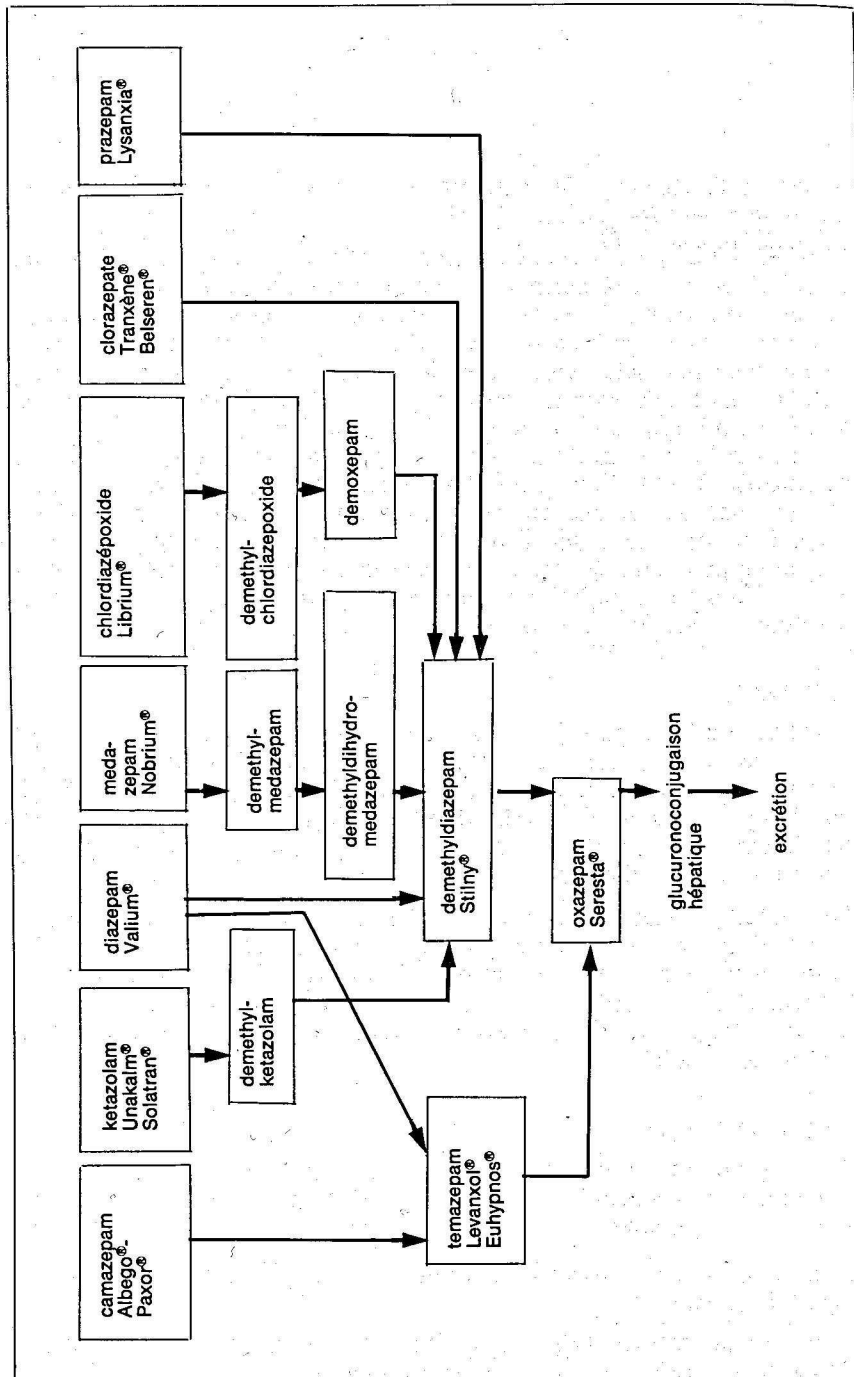 camazepam
Albego®-
Paxor®
ketazolam
Unakalm®
Solatran®
diazepam
Valium®
meda-
zepam
Nobrium®
chlordiazépoxide
Librium®
clorazepate
Tranxène®
Belseren®
prazepam
Lysanxia®
demethyl-
ketazolam
demethyl-
medazepam
demethyl-
chlordiazepoxide
demethyldihydro-
medazepam
demoxepam
temazepam
Levanxol®
Euhypnos®
demethyldiazepam
Stilny®
oxazepam
Seresta®
glucuronoconjugaison
hépatique
excrétion